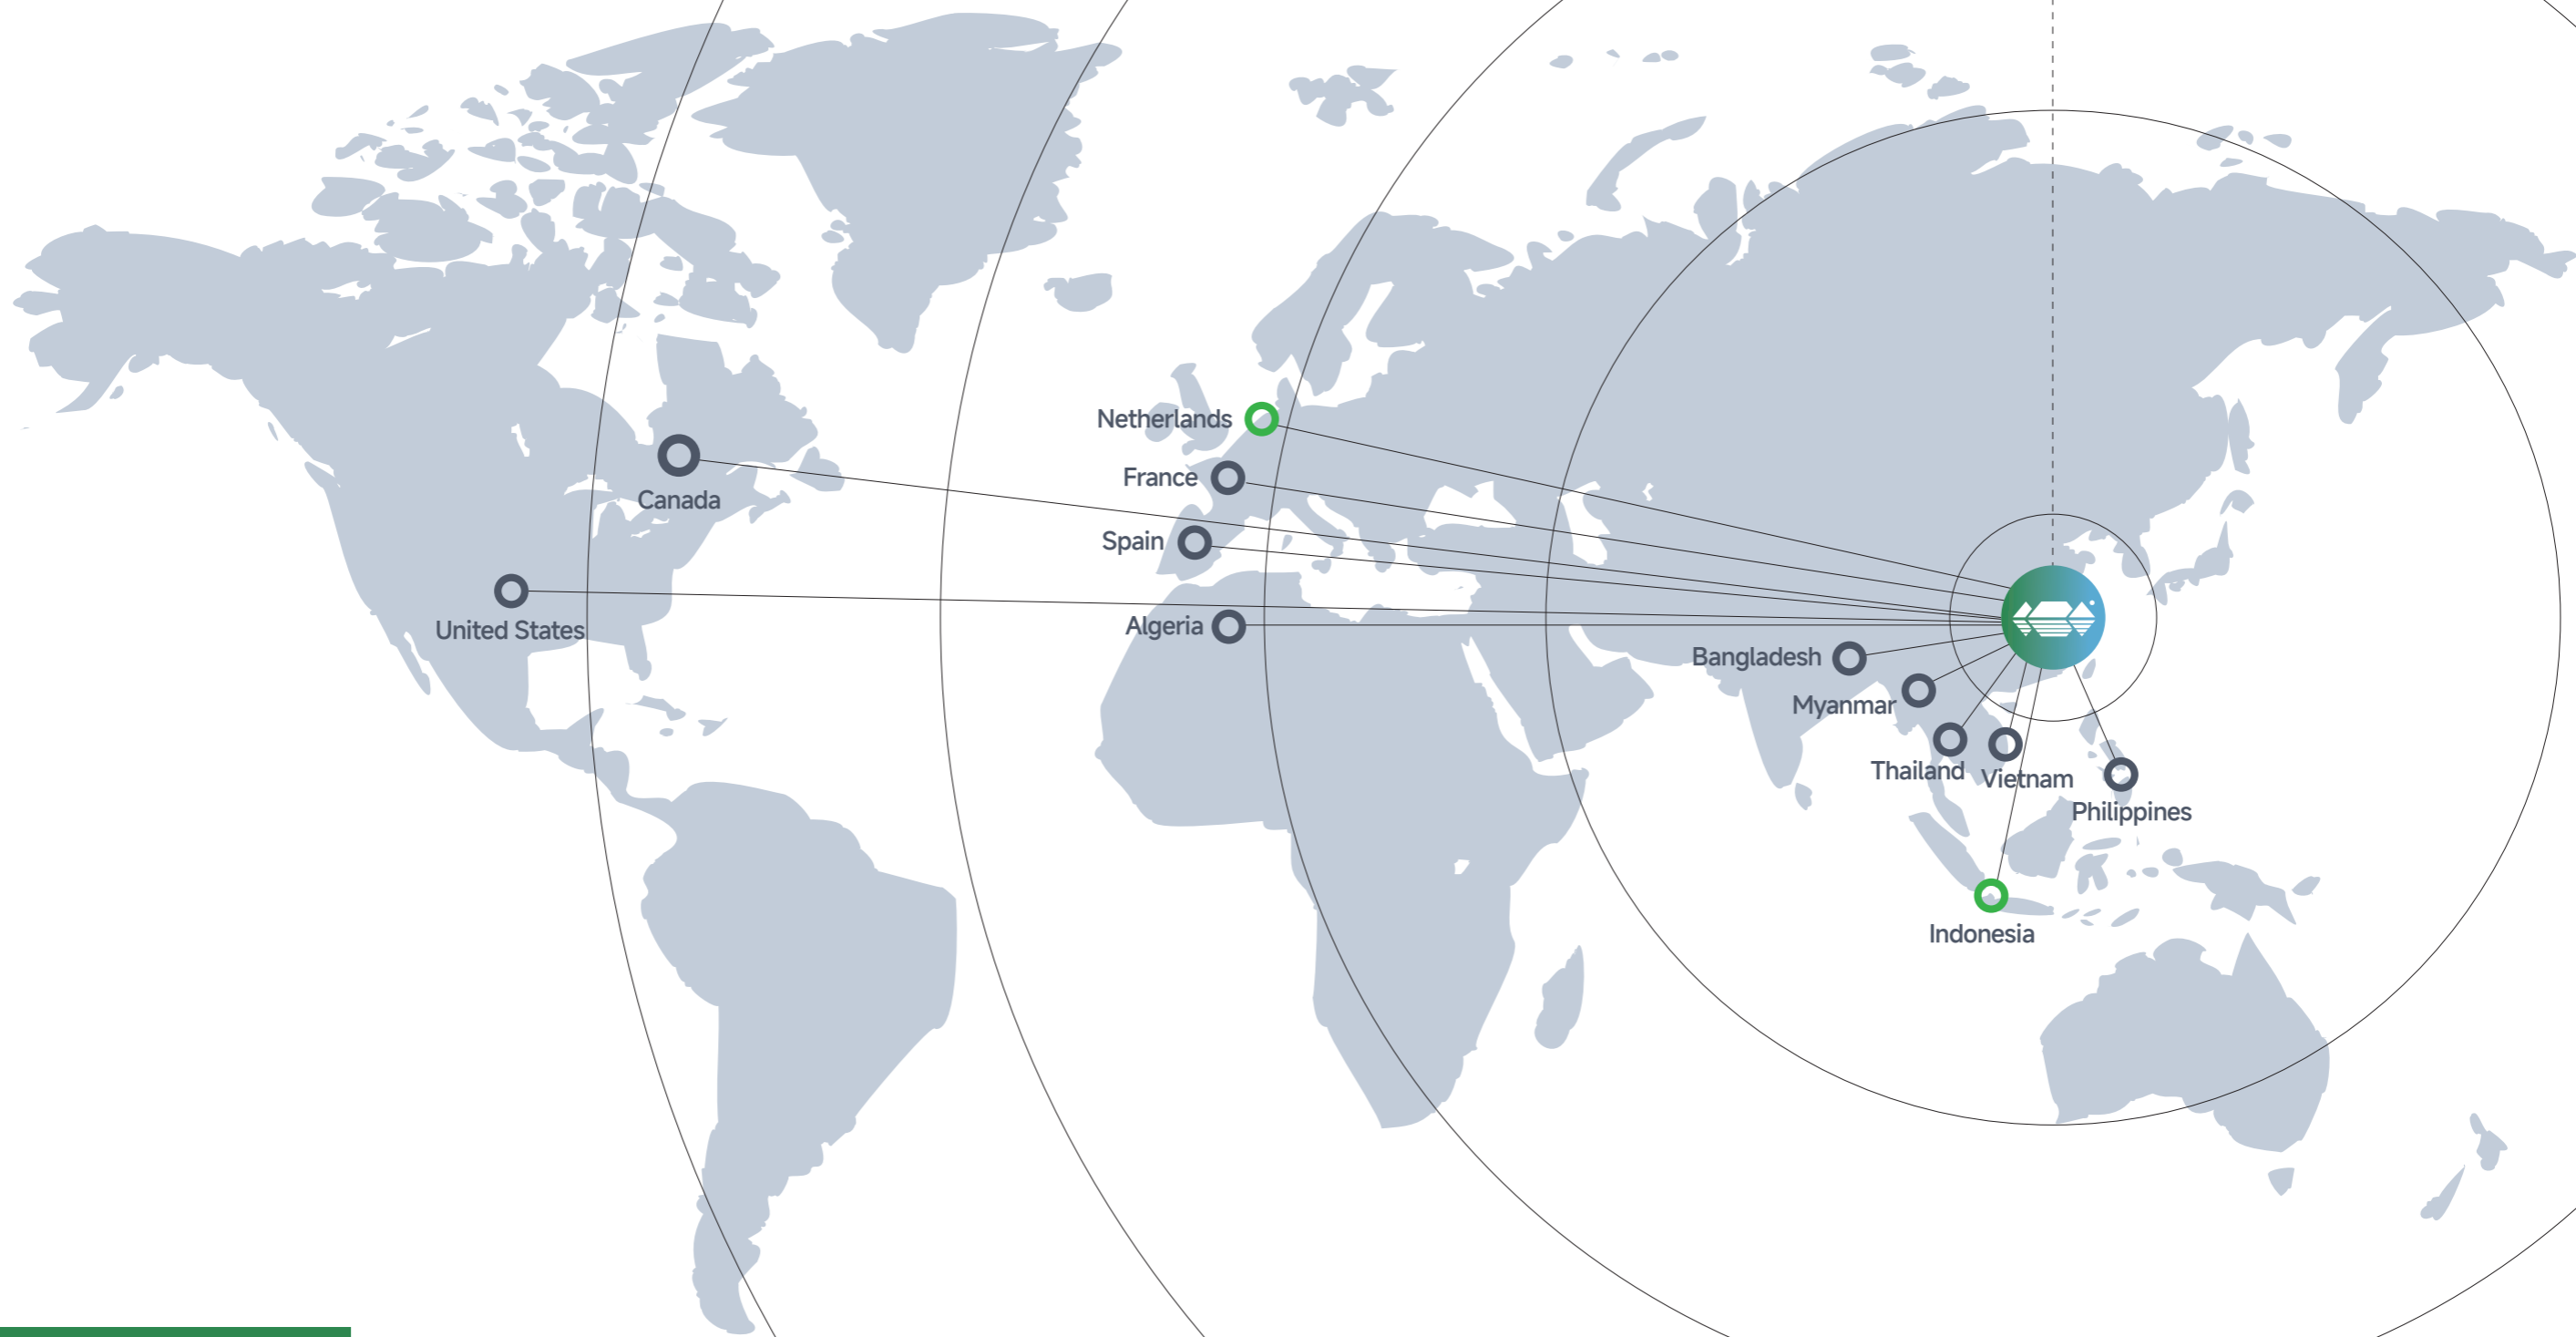 Netherlands
France
Canada
Spain
United States
Algeria
Bangladesh
Myanmar
Thailand
Vietnam
Philippines
Indonesia